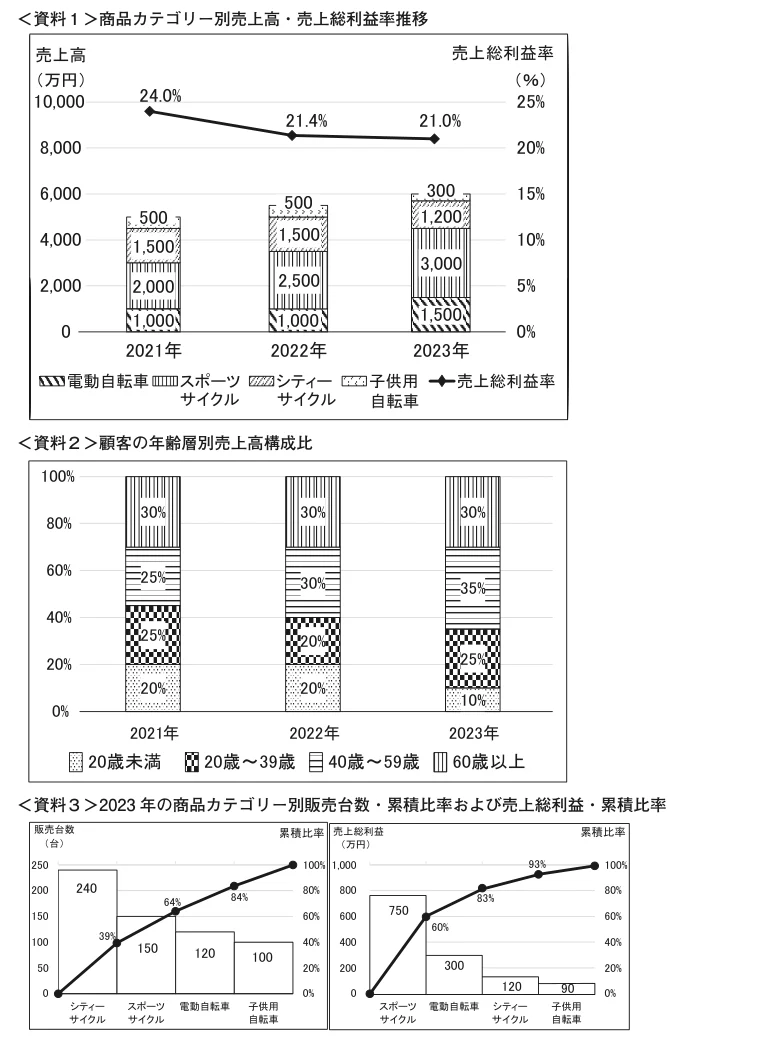 ＜資料１＞商品カテゴリー別売上高・売上総利益率推移
売上高
（万円）
売上総利益率
（％）
24.0%
21.4%
21.0%
10,000
8,000
6,000
4,000
2,000
0
25%
20%
15%
10%
5%
0%
500
1,500
2,000
1,000
500
1,500
2,500
1,000
300
1,200
3,000
1,500
2021年
2022年
2023年
電動自転車
スポーツ
サイクル
シティー
サイクル
子供用
自転車
売上総利益率
＜資料２＞顧客の年齢層別売上高構成比
100%
80%
60%
40%
20%
0%
30%
25%
25%
20%
30%
30%
20%
20%
30%
35%
25%
10%
2021年
2022年
2023年
20歳未満
20歳～39歳
40歳～59歳
60歳以上
＜資料３＞2023 年の商品カテゴリー別販売台数・累積比率および売上総利益・累積比率
販売台数
（台）
累積比率
250
200
150
100
50
0
100%
80%
60%
40%
20%
0%
240
150
120
100
39%
64%
84%
シティー
サイクル
スポーツ
サイクル
電動自転車
子供用
自転車
売上総利益
（万円）
累積比率
1,000
800
600
400
200
0
100%
80%
60%
40%
20%
0%
750
300
120
90
60%
83%
93%
スポーツ
サイクル
電動自転車
シティー
サイクル
子供用
自転車